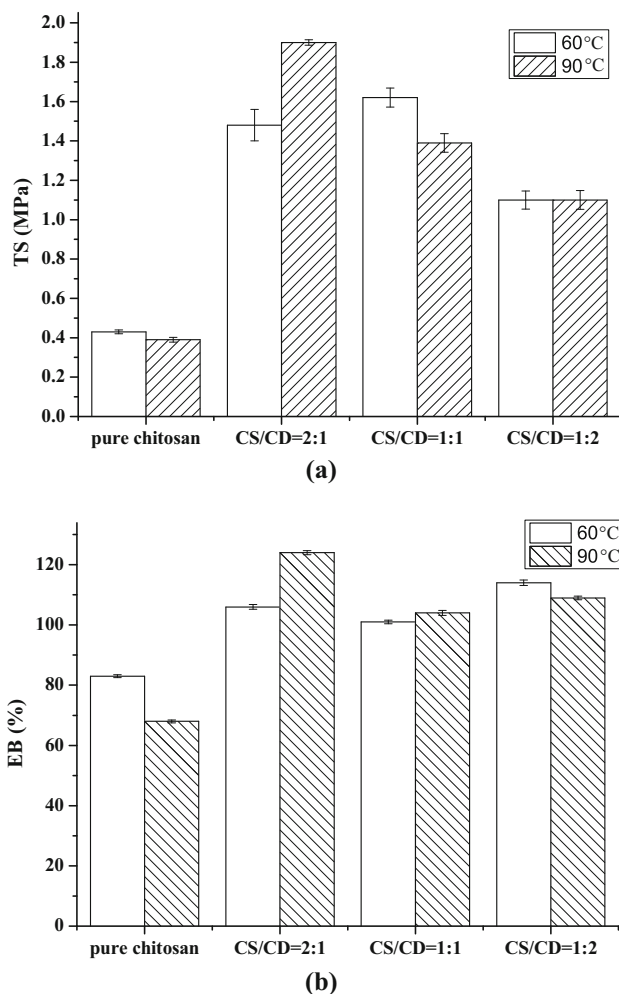 2.0
1.8
1.6
1.4
1.2
1.0
0.8
0.6
0.4
0.2
0.0
TS (MPa)
60°C
90°C
pure chitosan CS/CD=2:1 CS/CD=1:1 CS/CD=1:2
(a)
120
100
80
60
40
20
0
EB (%)
60°C
90°C
pure chitosan CS/CD=2:1 CS/CD=1:1 CS/CD=1:2
(b)